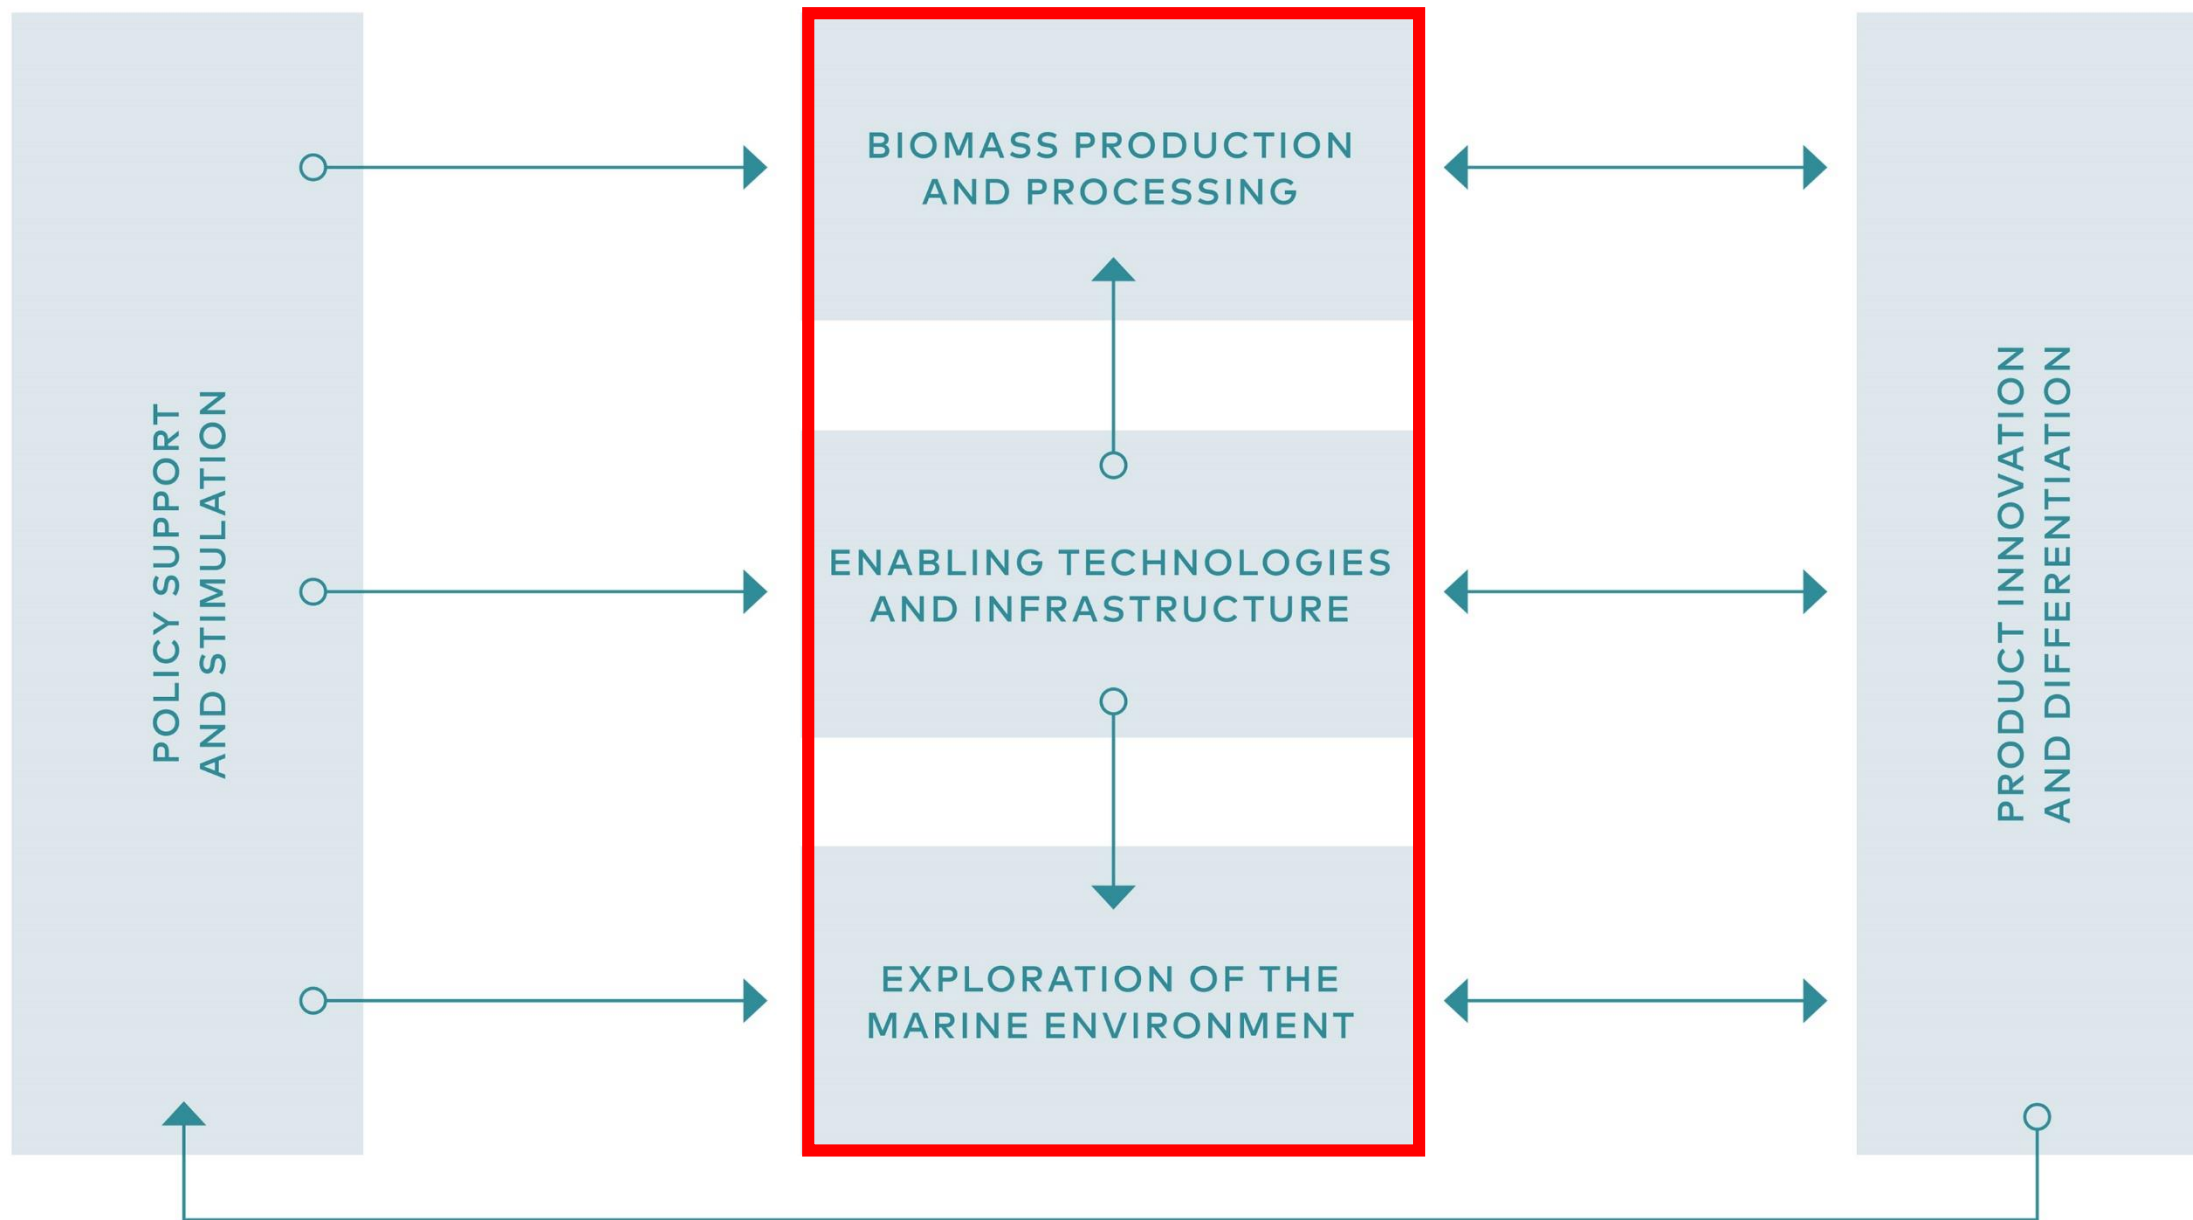 POLICY SUPPORT
AND STIMULATION
BIOMASS PRODUCTION
AND PROCESSING
ENABLING TECHNOLOGIES
AND INFRASTRUCTURE
EXPLORATION OF THE
MARINE ENVIRONMENT
PRODUCT INNOVATION
AND DIFFERENTIATION